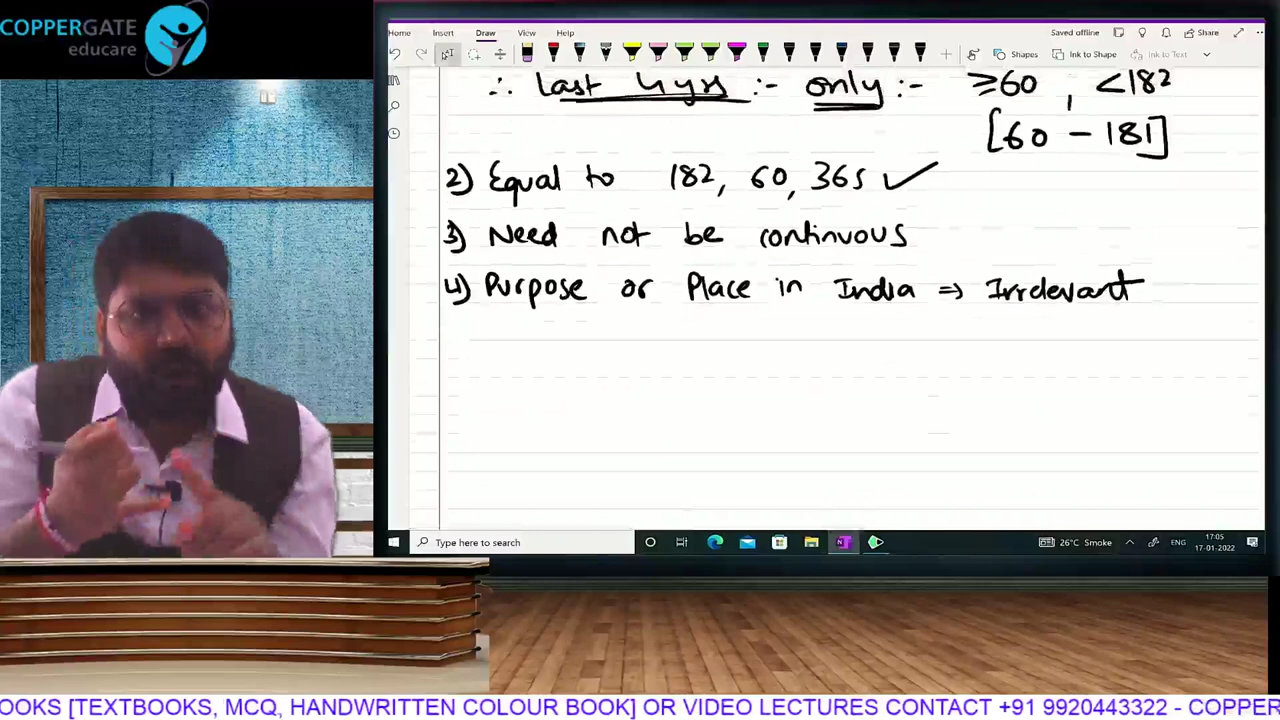 COPPERGATE
educare
Home Insert Draw View Help
Saved offline Share
Shapes Ink to Shape Ink to Text
∴ Last 4yrs :- only :- ≥60 , <182
[60 - 181]
2) Equal to 182, 60, 365 ✓
3) Need not be continuous
4) Purpose or Place in India ⇒ Irrelevant
Type here to search
26°C Smoke ENG 17:05
17-01-2022
OOKS [TEXTBOOKS, MCQ, HANDWRITTEN COLOUR BOOK] OR VIDEO LECTURES CONTACT +91 9920443322 - COPPER